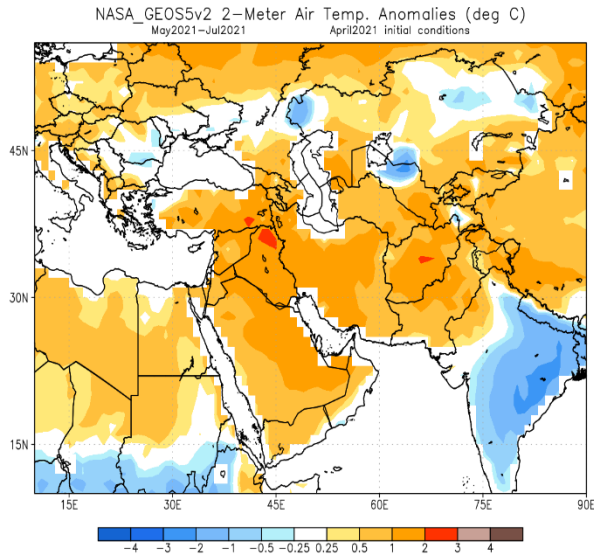 NASA_GEOS5v2 2-Meter Air Temp. Anomalies (deg C)
May2021-Jul2021 April2021 initial conditions
45N
30N
15N
15E 30E 45E 60E 75E 90E
-4 -3 -2 -1 -0.5 -0.25 0.25 0.5 1 2 3 4